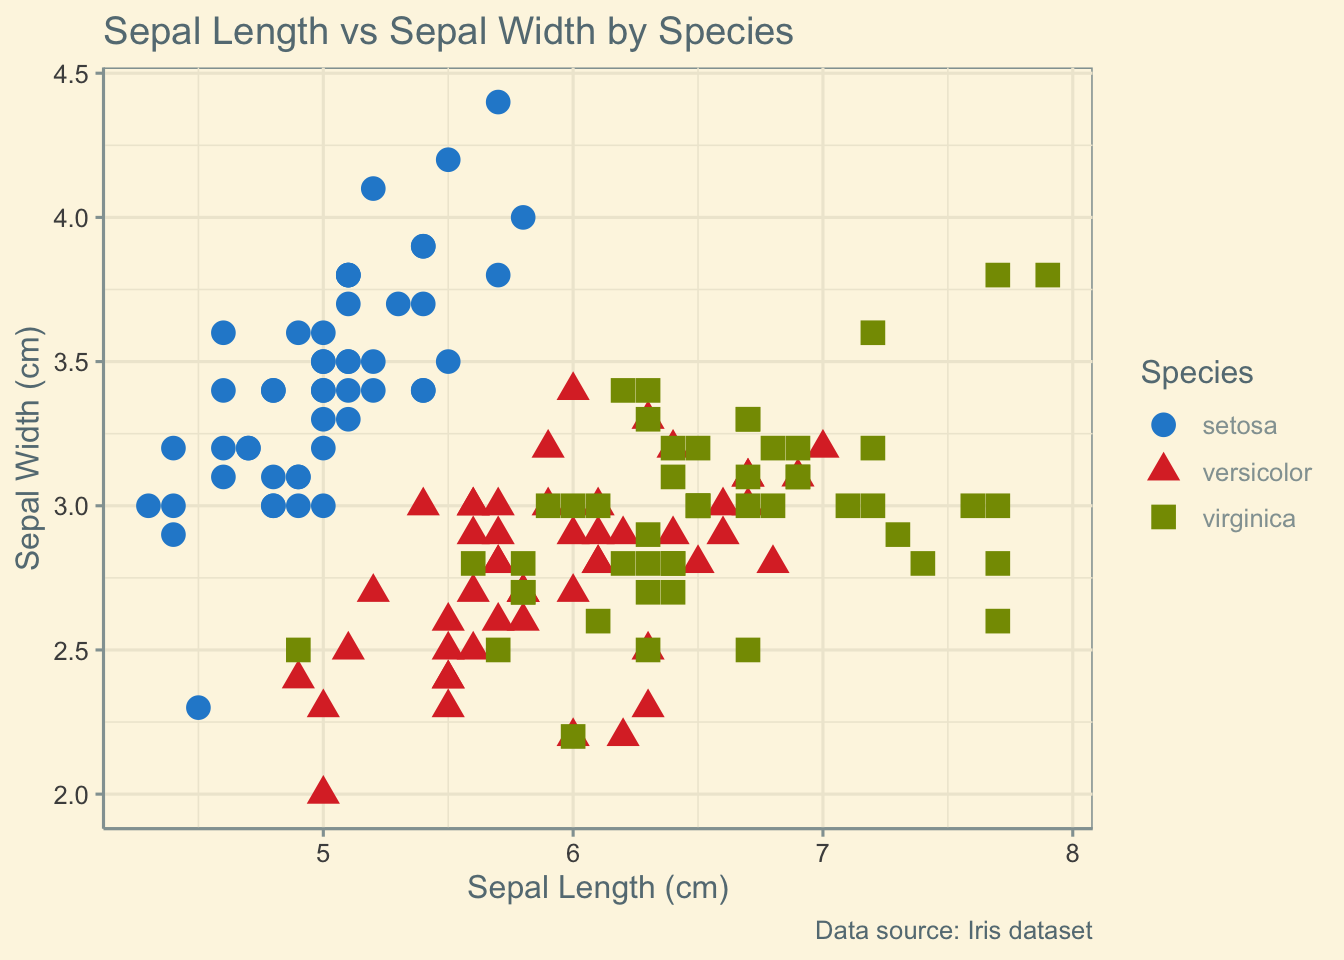 Sepal Length vs Sepal Width by Species
4.5
4.0
3.5
3.0
2.5
2.0
Sepal Width (cm)
5 6 7 8
Sepal Length (cm)
Species
setosa
versicolor
virginica
Data source: Iris dataset